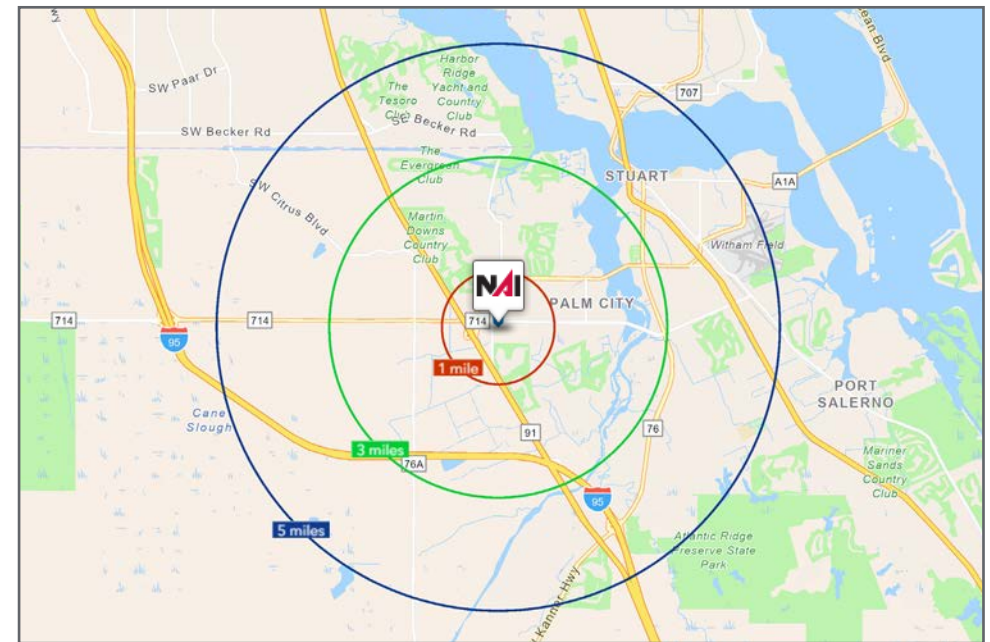 wy
ean Blvd
Harbor
Ridge
Yacht and
Country
Club
The
Tesoro
Club
SW Paar Dr
707
SW Becker Rd
SE Becker Rd
The
Evergreen
Club
STUART
A1A
SW Citrus Blvd
Martin
Downs
Country
Club
Witham Field
NAI
PALM CITY
714
714
714
95
1 mile
PORT
SALERNO
Cane
Slough
91
76
3 miles
76A
Mariner
Sands
Country
Club
95
5 miles
Atlantic Ridge
Preserve State
Park
Kanner Hwy